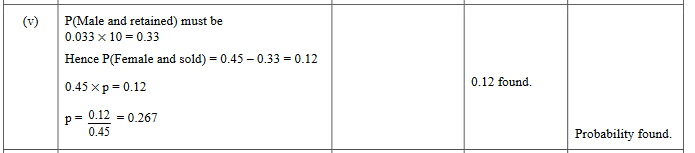 (v)
P(Male and retained) must be
0.033 × 10 = 0.33
Hence P(Female and sold) = 0.45 – 0.33 = 0.12
0.45 × p = 0.12
p = 0.12/0.45 = 0.267
0.12 found.
Probability found.